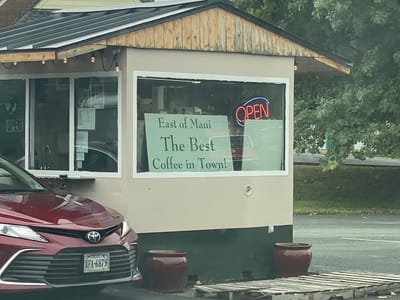 East of Maui
The Best
Coffee in Town!
OPEN